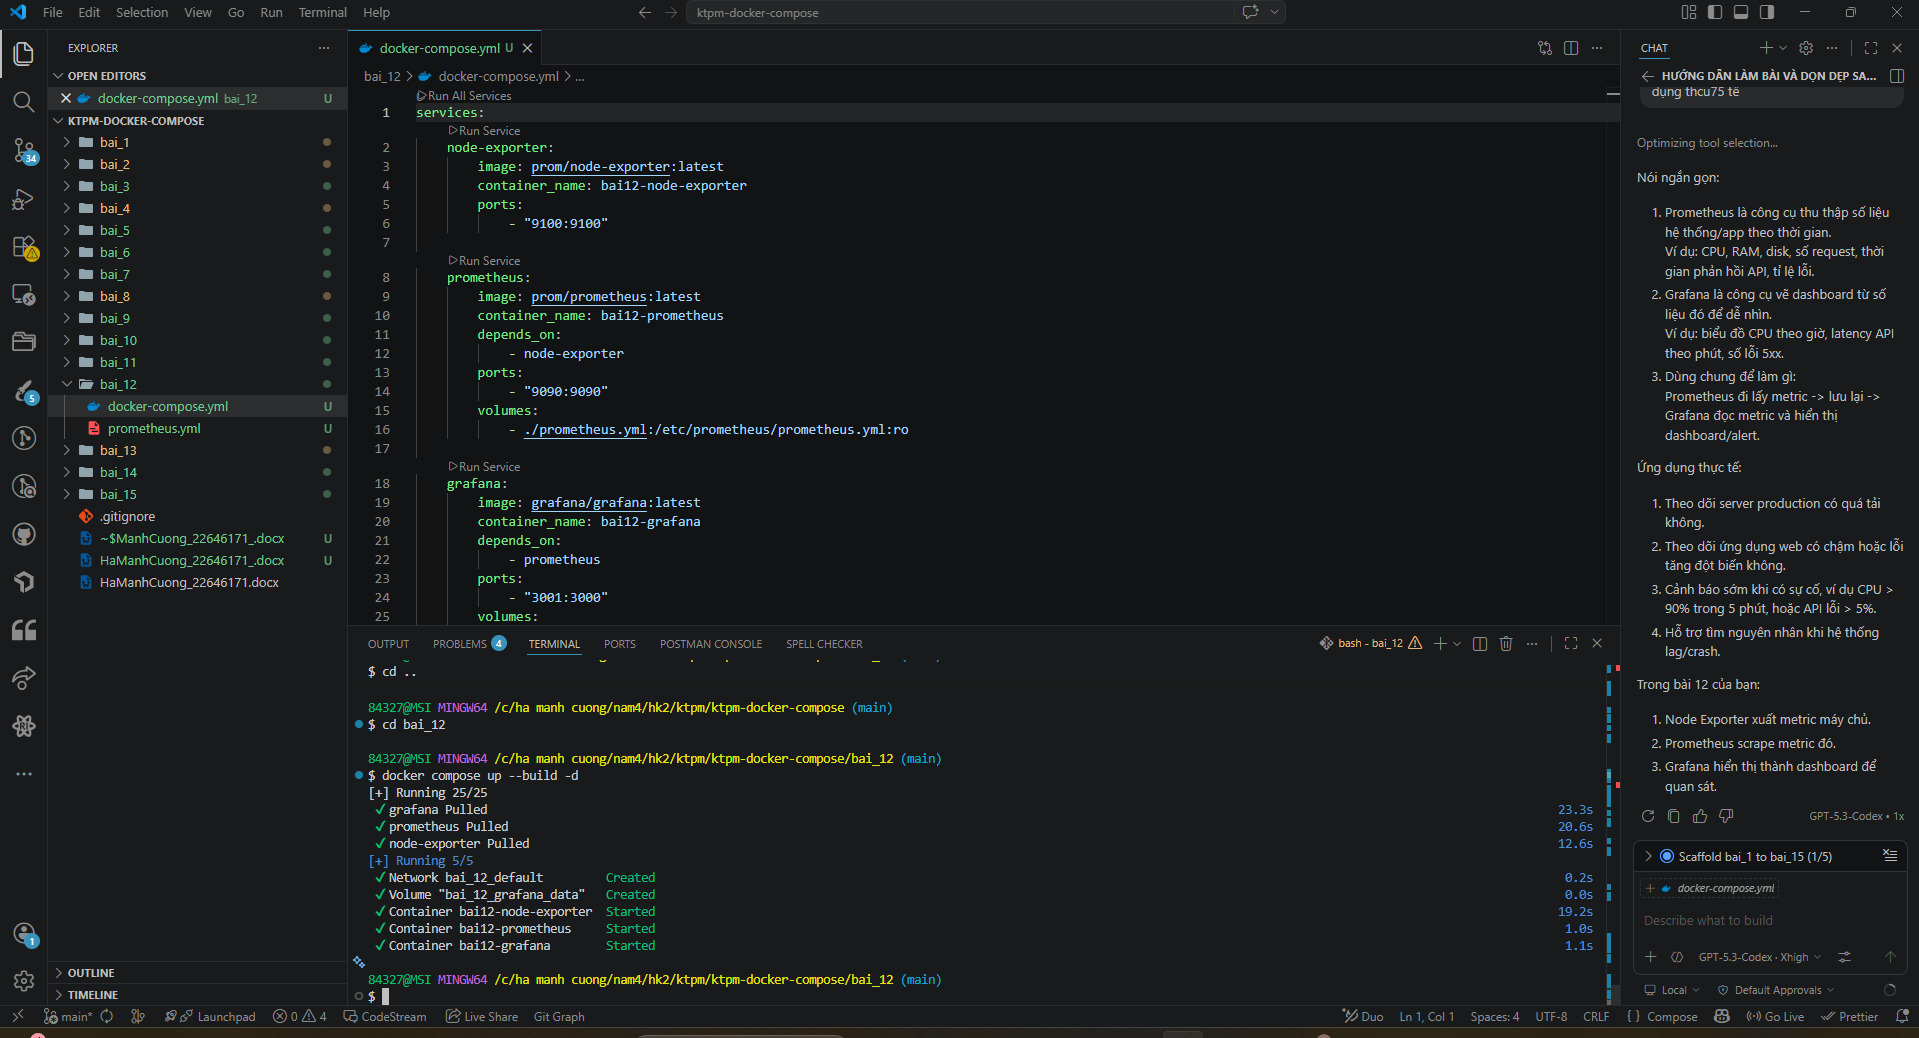 File Edit Selection View Go Run Terminal Help
ktpm-docker-compose
EXPLORER
OPEN EDITORS
docker-compose.yml bai_12 U
KTPM-DOCKER-COMPOSE
bai_1
bai_2
bai_3
bai_4
bai_5
bai_6
bai_7
bai_8
bai_9
bai_10
bai_11
bai_12
docker-compose.yml U
prometheus.yml U
bai_13
bai_14
bai_15
.gitignore
~$ManhCuong_22646171_.docx U
HaManhCuong_22646171_.docx U
HaManhCuong_22646171.docx
OUTLINE
TIMELINE
34
5
1
docker-compose.yml U
bai_12 > docker-compose.yml > ...
Run All Services
1 services:
Run Service
2 node-exporter:
3 image: prom/node-exporter:latest
4 container_name: bai12-node-exporter
5 ports:
6 - "9100:9100"
7
Run Service
8 prometheus:
9 image: prom/prometheus:latest
10 container_name: bai12-prometheus
11 depends_on:
12 - node-exporter
13 ports:
14 - "9090:9090"
15 volumes:
16 - ./prometheus.yml:/etc/prometheus/prometheus.yml:ro
17
Run Service
18 grafana:
19 image: grafana/grafana:latest
20 container_name: bai12-grafana
21 depends_on:
22 - prometheus
23 ports:
24 - "3001:3000"
25 volumes:
OUTPUT PROBLEMS 4 TERMINAL PORTS POSTMAN CONSOLE SPELL CHECKER
bash - bai_12
$ cd ..
84327@MSI MINGW64 /c/ha manh cuong/nam4/hk2/ktpm/ktpm-docker-compose (main)
$ cd bai_12
84327@MSI MINGW64 /c/ha manh cuong/nam4/hk2/ktpm/ktpm-docker-compose/bai_12 (main)
$ docker compose up --build -d
[+] Running 25/25
✔ grafana Pulled 23.3s
✔ prometheus Pulled 20.6s
✔ node-exporter Pulled 12.6s
[+] Running 5/5
✔ Network bai_12_default Created 0.2s
✔ Volume "bai_12_grafana_data" Created 0.0s
✔ Container bai12-node-exporter Started 19.2s
✔ Container bai12-prometheus Started 1.0s
✔ Container bai12-grafana Started 1.1s
84327@MSI MINGW64 /c/ha manh cuong/nam4/hk2/ktpm/ktpm-docker-compose/bai_12 (main)
$
CHAT
HƯỚNG DẪN LÀM BÀI VÀ DỌN DẸP SA...
dụng thcu75 tê
Optimizing tool selection...
Nói ngắn gọn:
1. Prometheus là công cụ thu thập số liệu
hệ thống/app theo thời gian.
Ví dụ: CPU, RAM, disk, số request, thời
gian phản hồi API, tỉ lệ lỗi.
2. Grafana là công cụ vẽ dashboard từ số
liệu đó để dễ nhìn.
Ví dụ: biểu đồ CPU theo giờ, latency API
theo phút, số lỗi 5xx.
3. Dùng chung để làm gì:
Prometheus đi lấy metric -> lưu lại ->
Grafana đọc metric và hiển thị
dashboard/alert.
Ứng dụng thực tế:
1. Theo dõi server production có quá tải
không.
2. Theo dõi ứng dụng web có chậm hoặc lỗi
tăng đột biến không.
3. Cảnh báo sớm khi có sự cố, ví dụ CPU >
90% trong 5 phút, hoặc API lỗi > 5%.
4. Hỗ trợ tìm nguyên nhân khi hệ thống
lag/crash.
Trong bài 12 của bạn:
1. Node Exporter xuất metric máy chủ.
2. Prometheus scrape metric đó.
3. Grafana hiển thị thành dashboard để
quan sát.
GPT-5.3-Codex • 1x
Scaffold bai_1 to bai_15 (1/5)
docker-compose.yml
Describe what to build
GPT-5.3-Codex · Xhigh
Local Default Approvals
main* Launchpad 0 4 CodeStream Live Share Git Graph
Duo Ln 1, Col 1 Spaces: 4 UTF-8 CRLF { } Compose Go Live Prettier